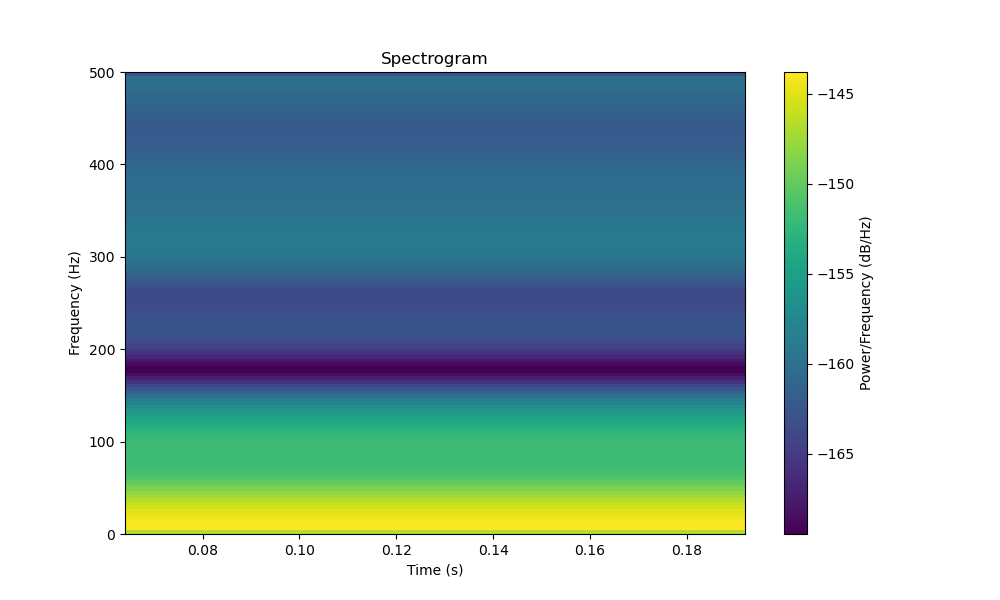 Spectrogram
500
400
300
200
100
0
Frequency (Hz)
0.08 0.10 0.12 0.14 0.16 0.18
Time (s)
−145
−150
−155
−160
−165
Power/Frequency (dB/Hz)